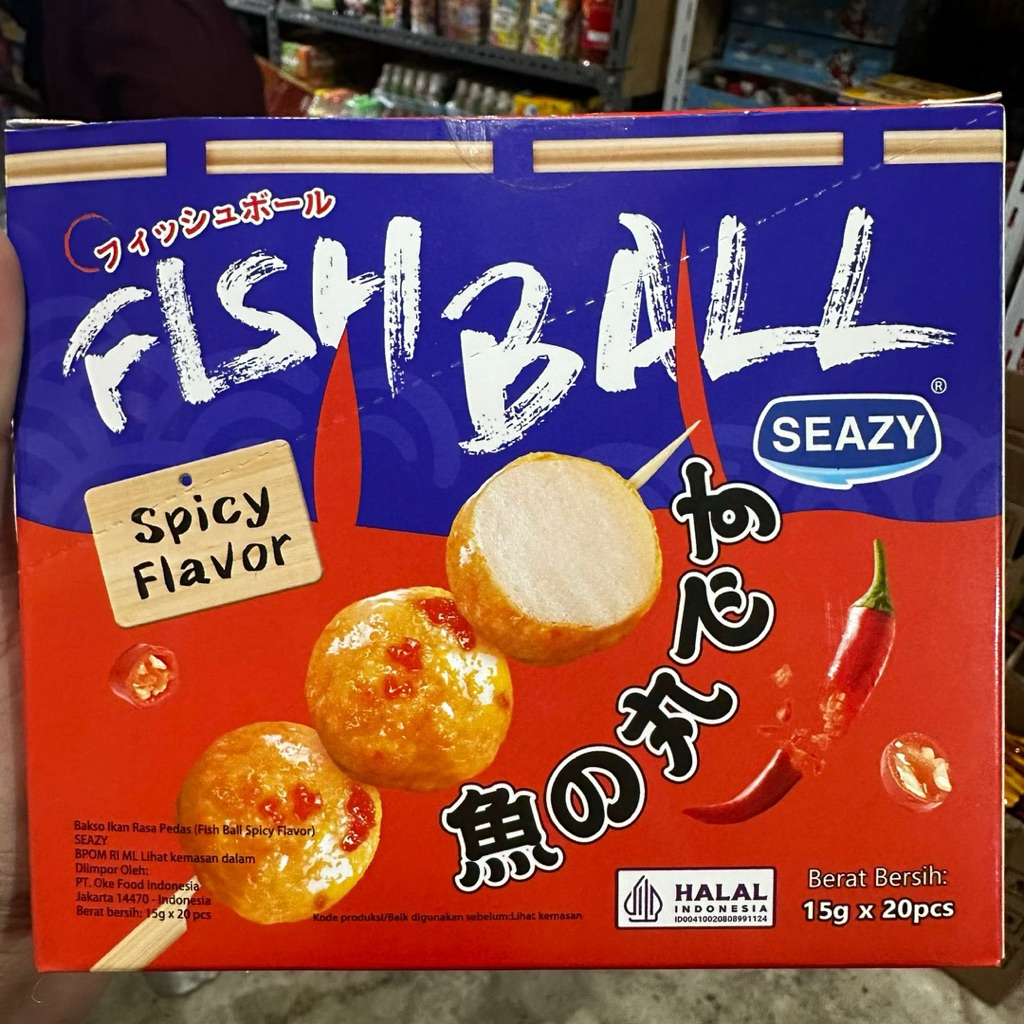 フィッシュボール
FISH BALL
SEAZY®
Spicy
Flavor
魚の丸です
Bakso Ikan Rasa Pedas (Fish Ball Spicy Flavor)
SEAZY
BPOM RI ML Lihat kemasan dalam
Diimpor Oleh:
PT. Oke Food Indonesia
Jakarta 14470 - Indonesia
Berat bersih: 15g x 20 pcs
Kode produksi/Baik digunakan sebelum:Lihat kemasan
HALAL
INDONESIA
ID00410020808991124
Berat Bersih:
15g x 20pcs